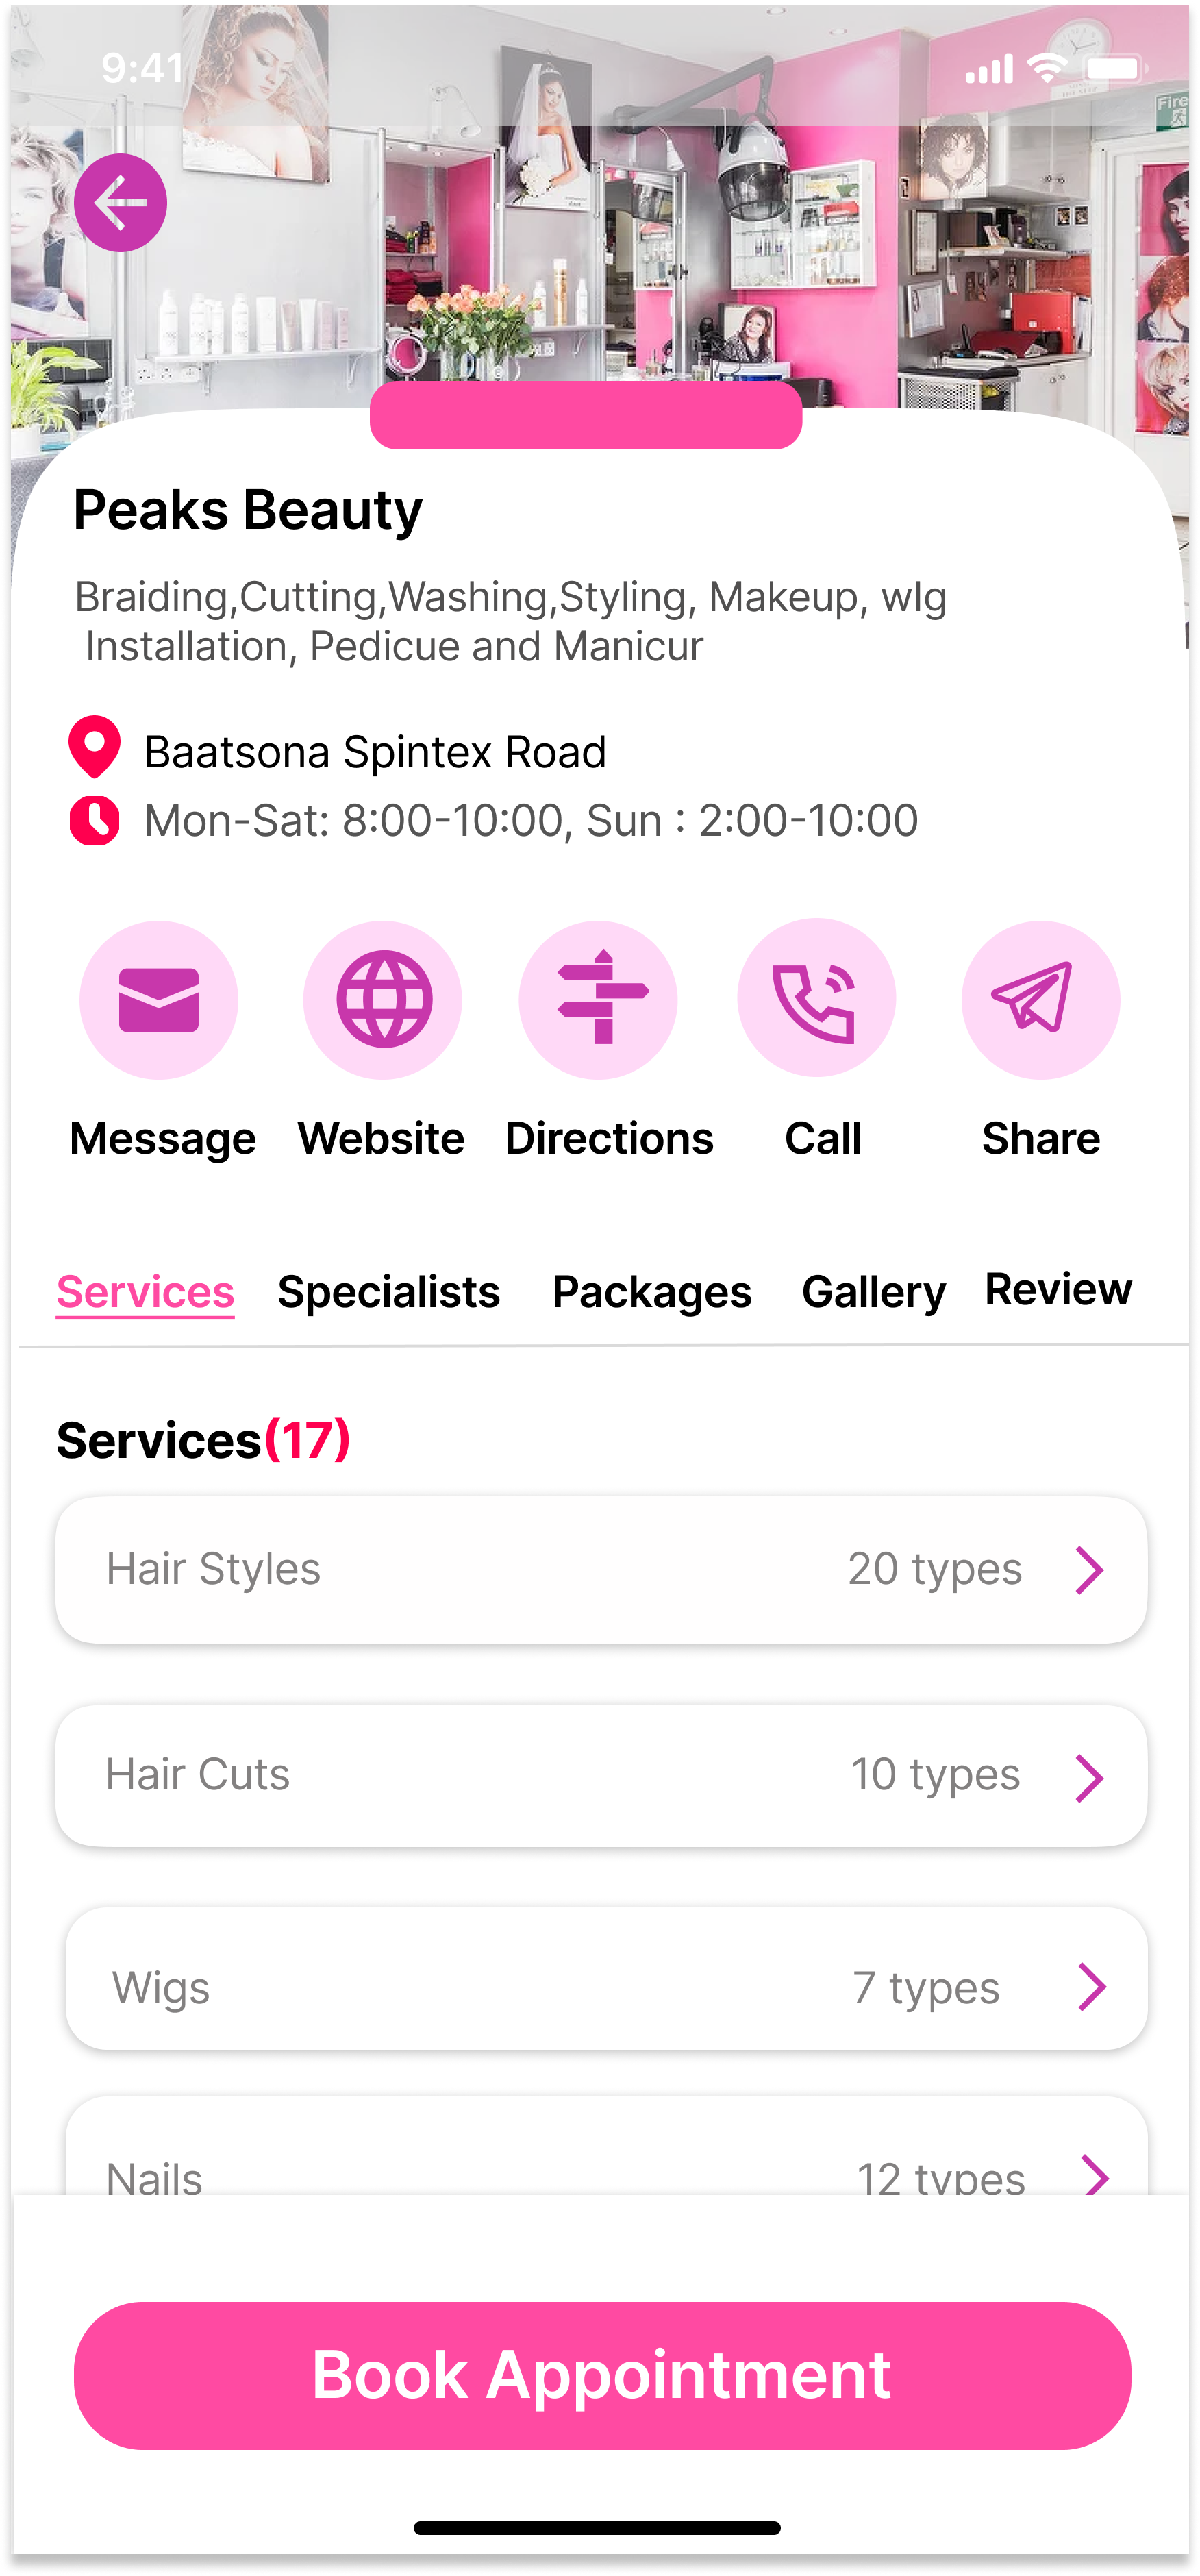 9:41
Fire
Peaks Beauty
Braiding,Cutting,Washing,Styling, Makeup, wIg
Installation, Pedicue and Manicur
Baatsona Spintex Road
Mon-Sat: 8:00-10:00, Sun : 2:00-10:00
Message Website Directions Call Share
Services Specialists Packages Gallery Review
Services(17)
Hair Styles 20 types
Hair Cuts 10 types
Wigs 7 types
Nails 12 types
Book Appointment